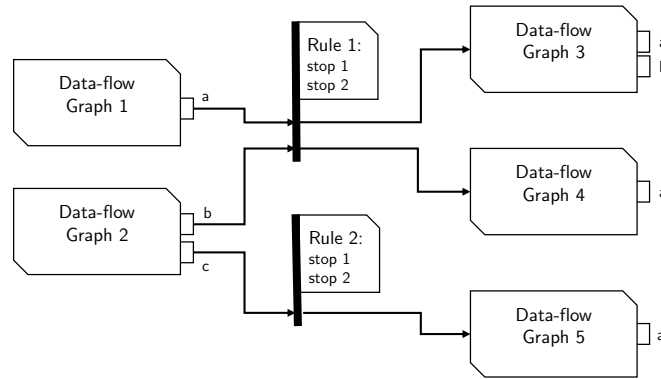 Data-flow
Graph 1
a
Data-flow
Graph 2
b
c
Rule 1:
stop 1
stop 2
Rule 2:
stop 1
stop 2
Data-flow
Graph 3
a
Data-flow
Graph 4
a
Data-flow
Graph 5
a